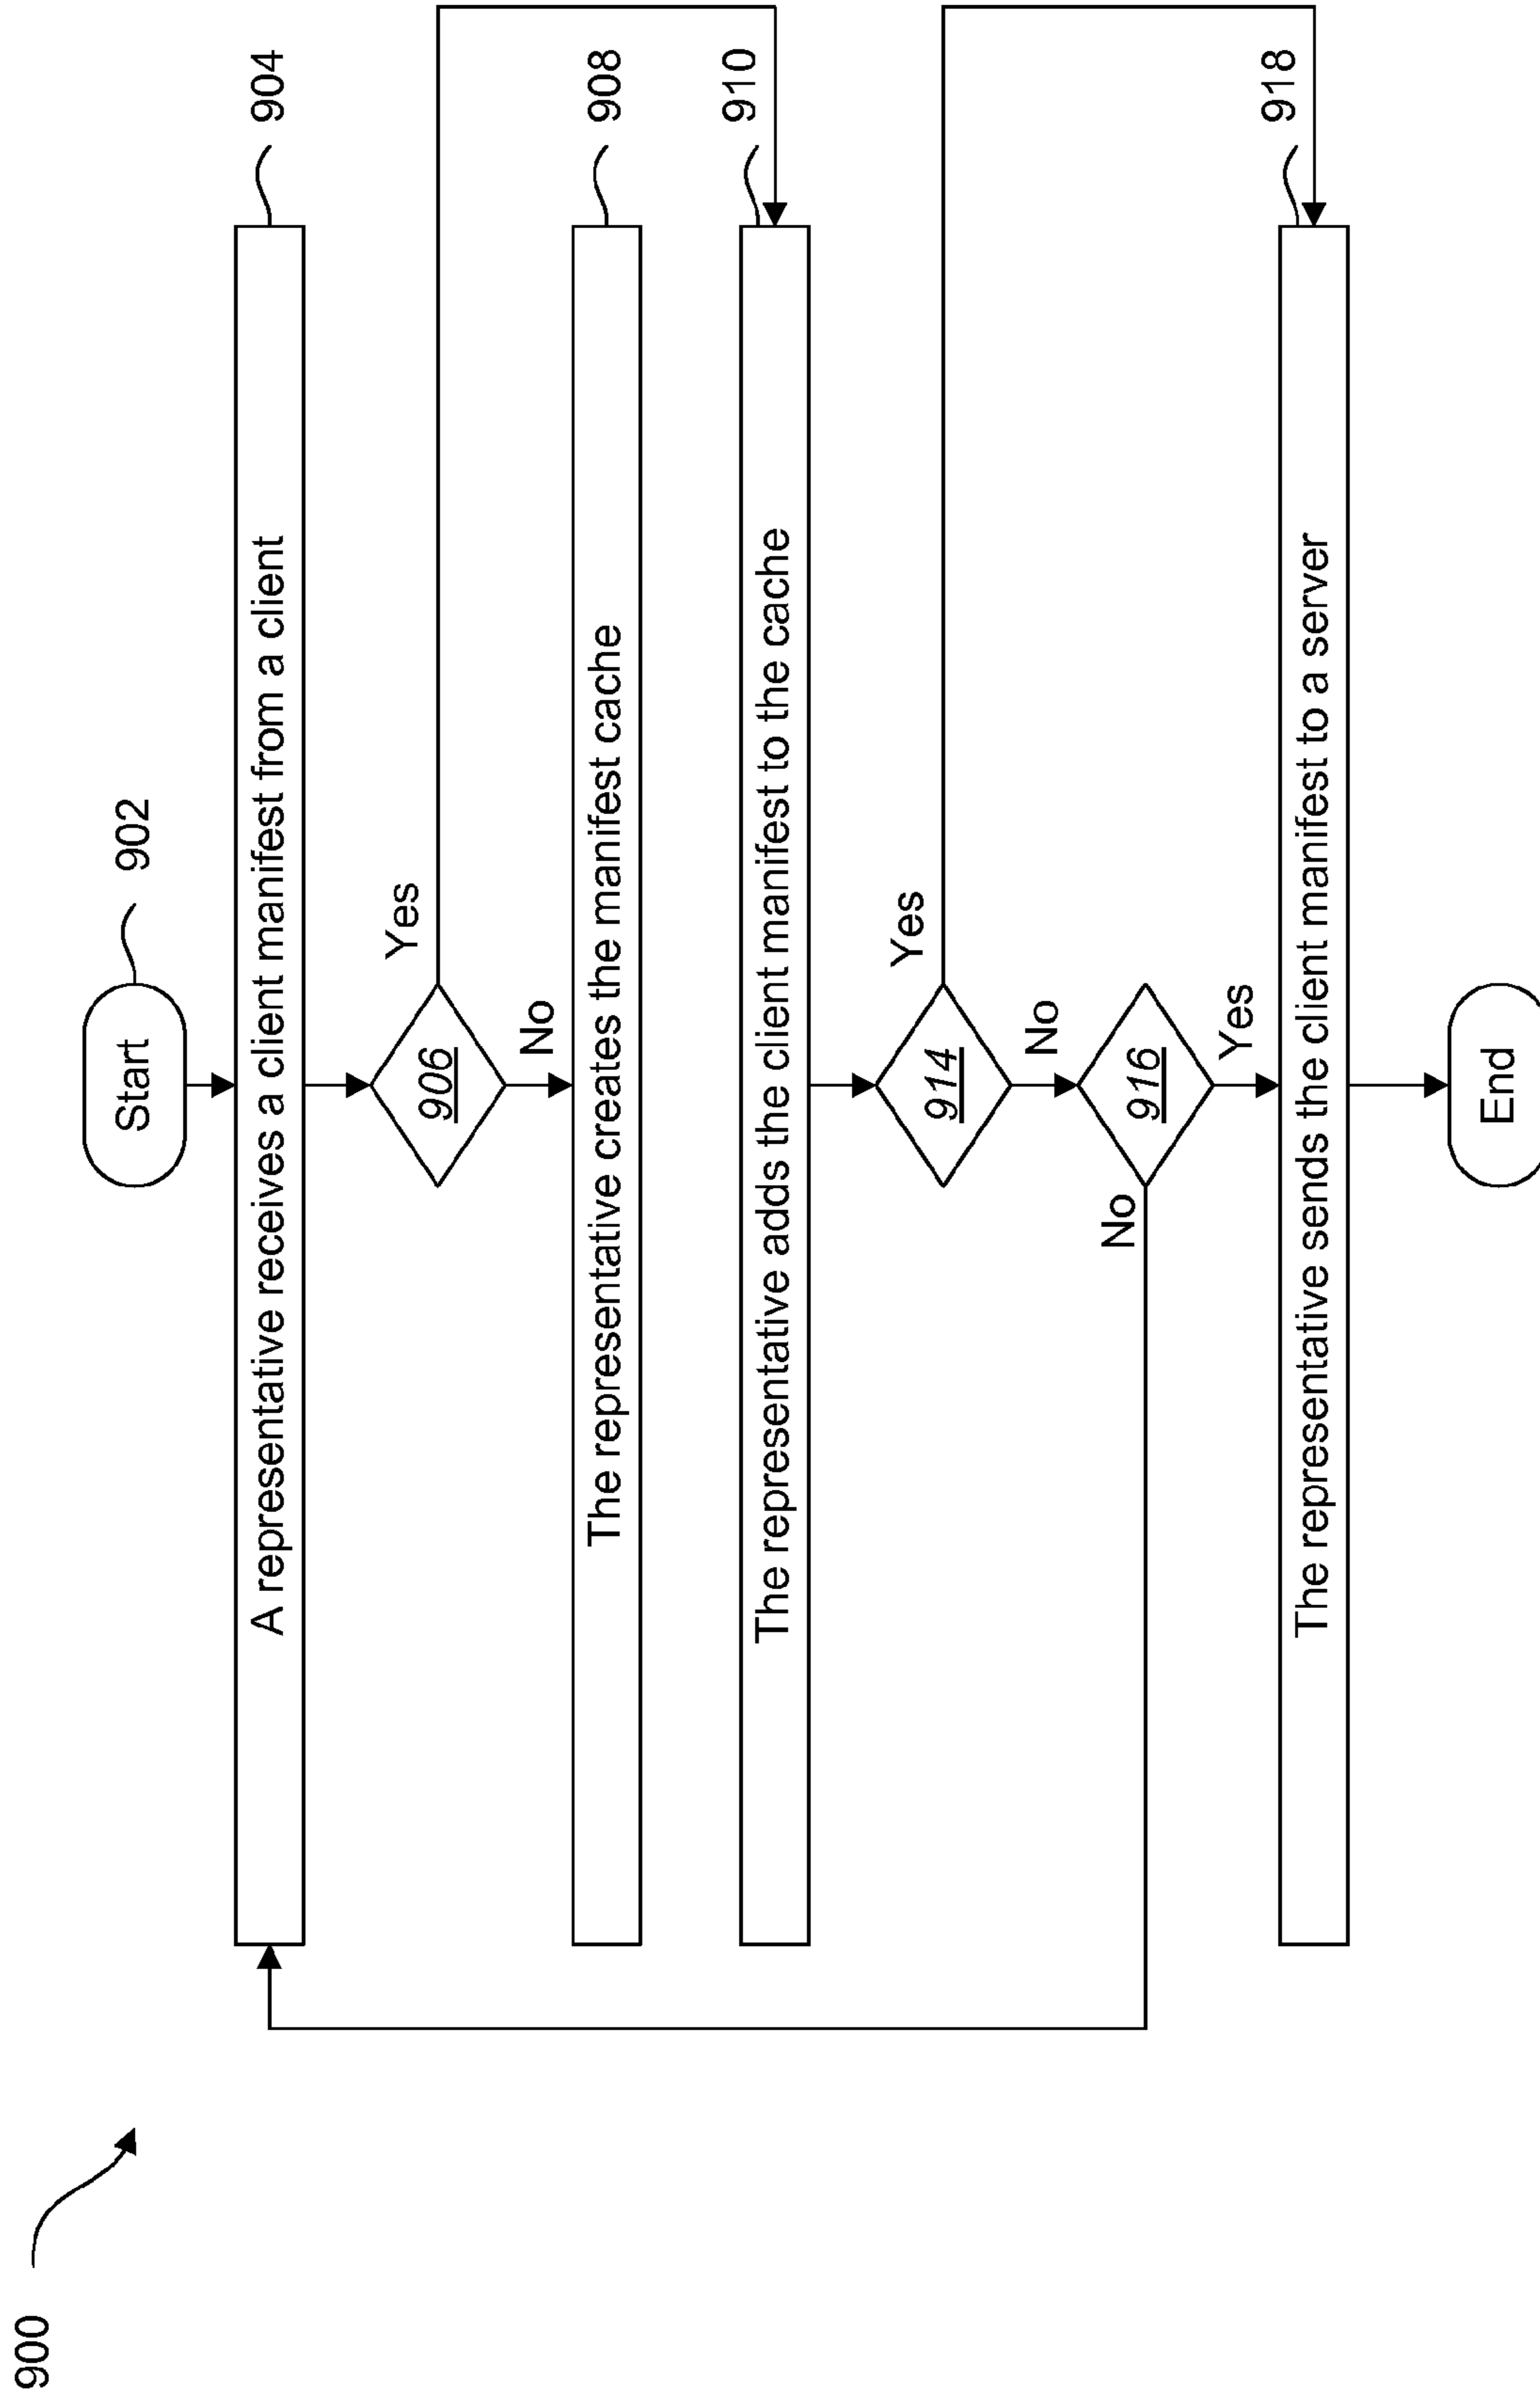 900
Start
902
A representative receives a client manifest from a client
904
906
Yes
No
The representative creates the manifest cache
908
The representative adds the client manifest to the cache
910
914
Yes
No
916
No
Yes
The representative sends the client manifest to a server
918
End